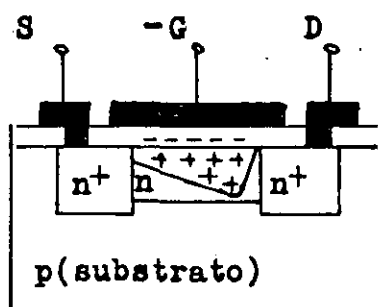 S -G D
- - - - - -
+ + + +
n+ n + + n+
p(substrato)